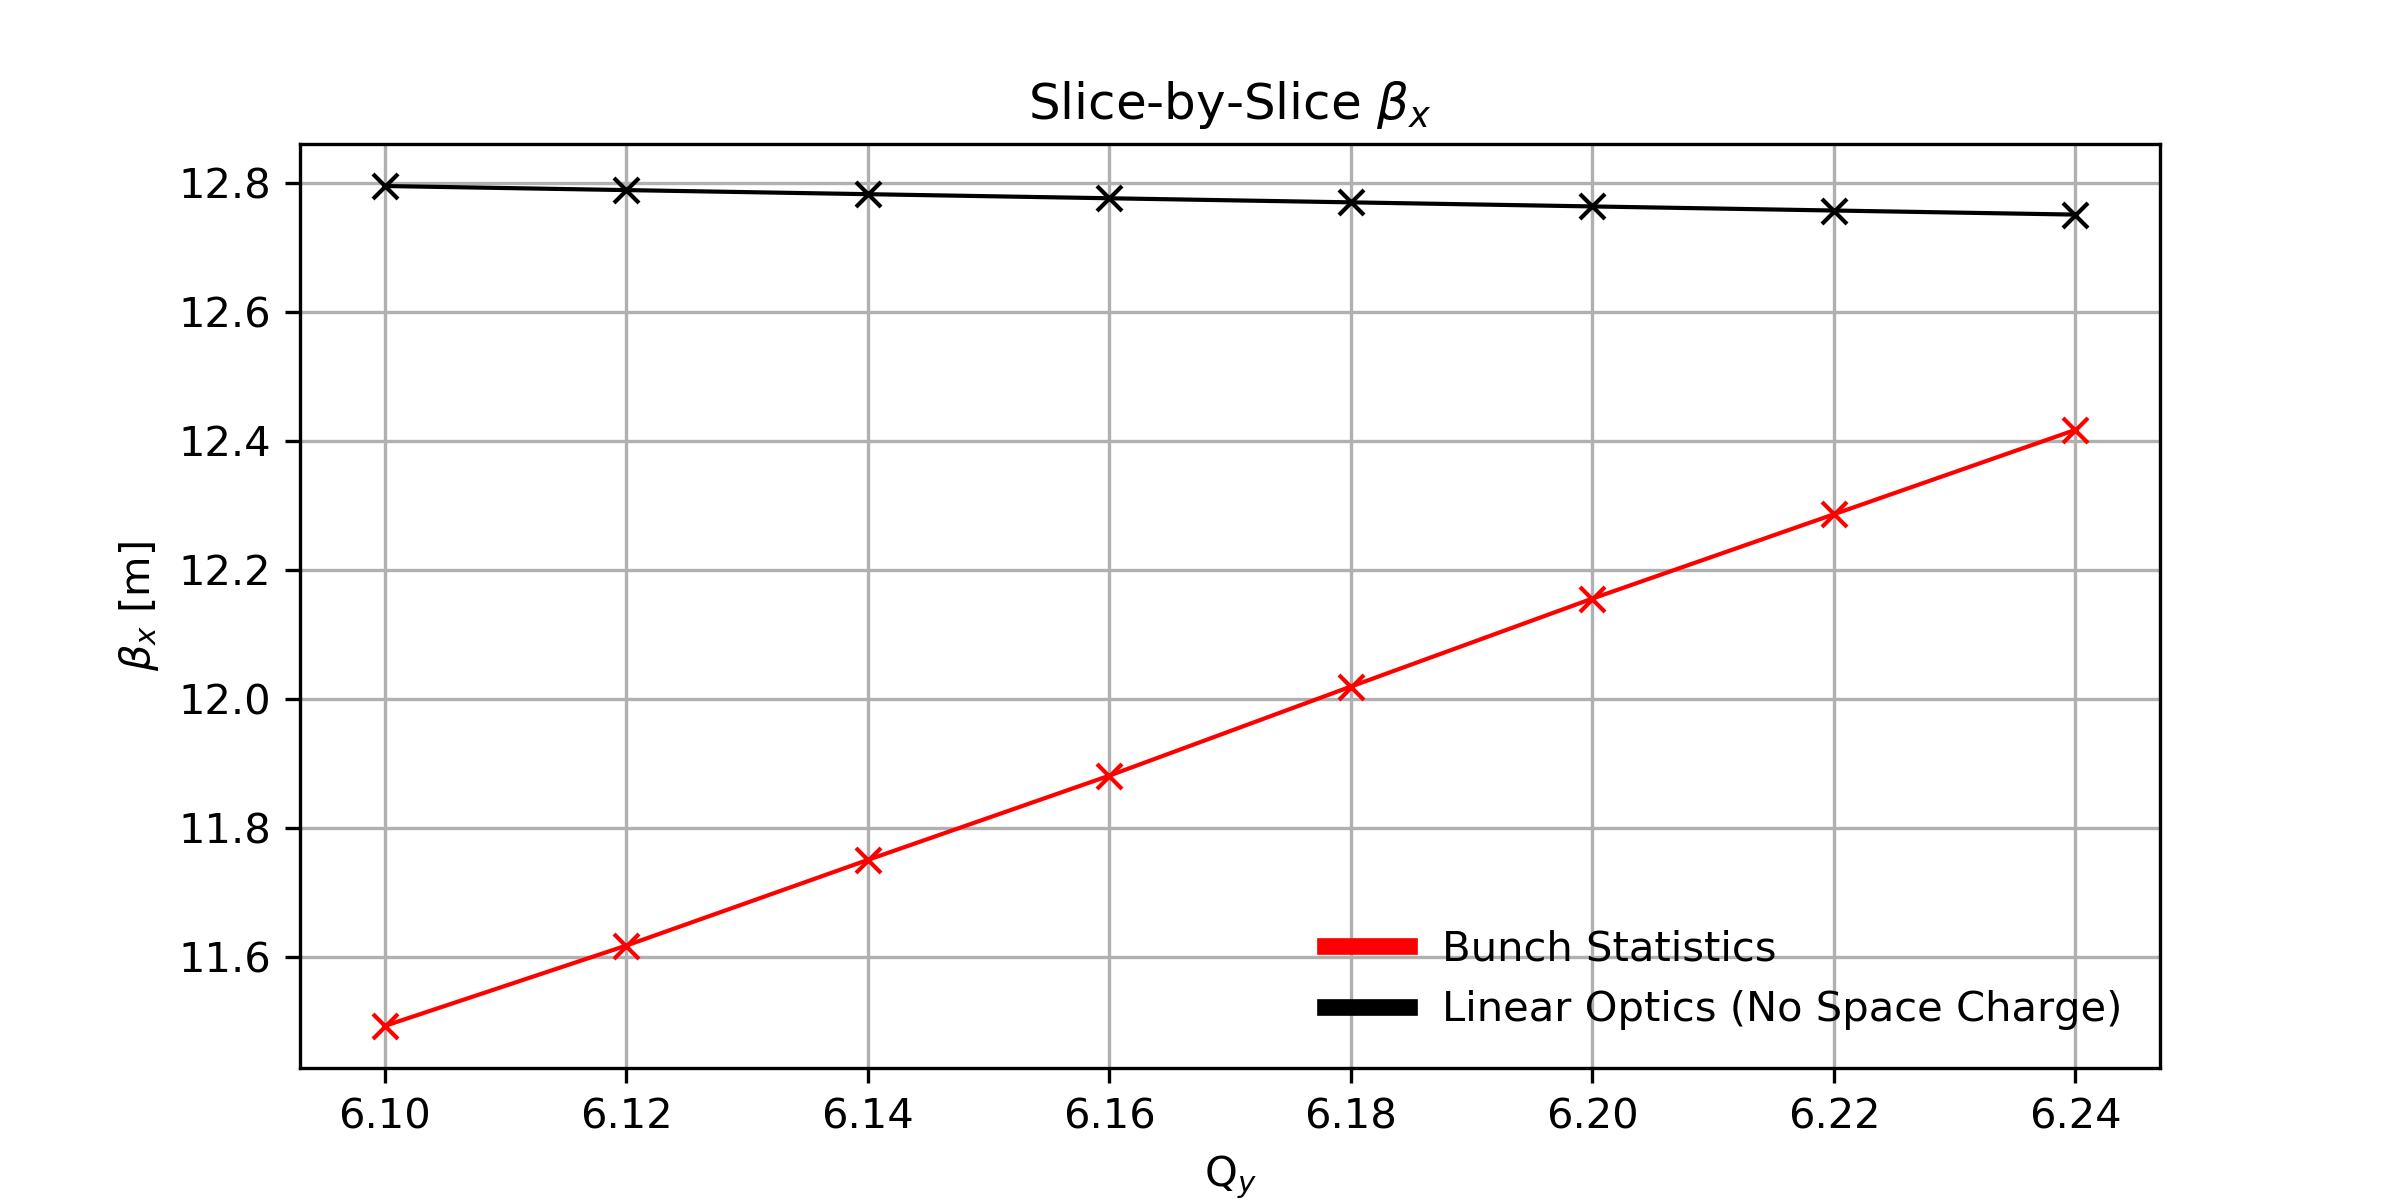 Slice-by-Slice βₓ
βₓ [m]
12.8
12.6
12.4
12.2
12.0
11.8
11.6
Bunch Statistics
Linear Optics (No Space Charge)
6.10 6.12 6.14 6.16 6.18 6.20 6.22 6.24
Q_y